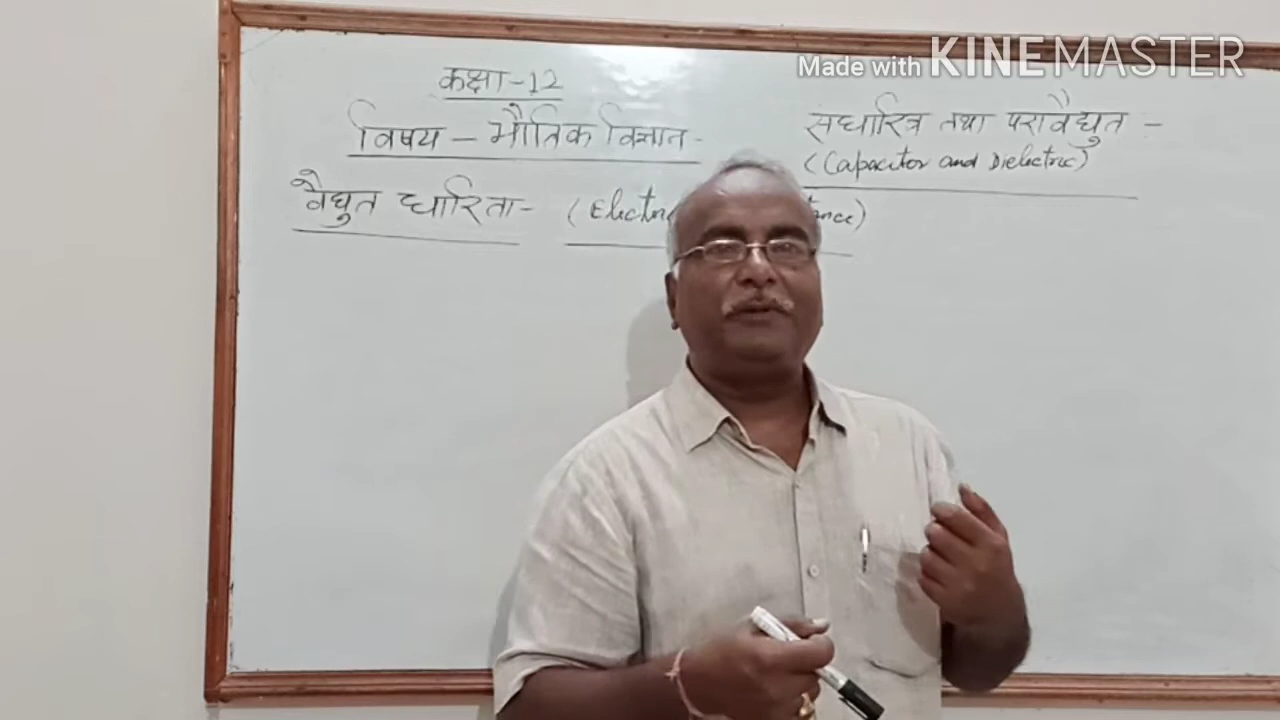 Made with KINEMASTER
कक्षा-12
विषय - भौतिक विज्ञान -
संधारित्र तथा परावैद्युत -
(Capacitor and Dielectric)
वैद्युत धारिता - (